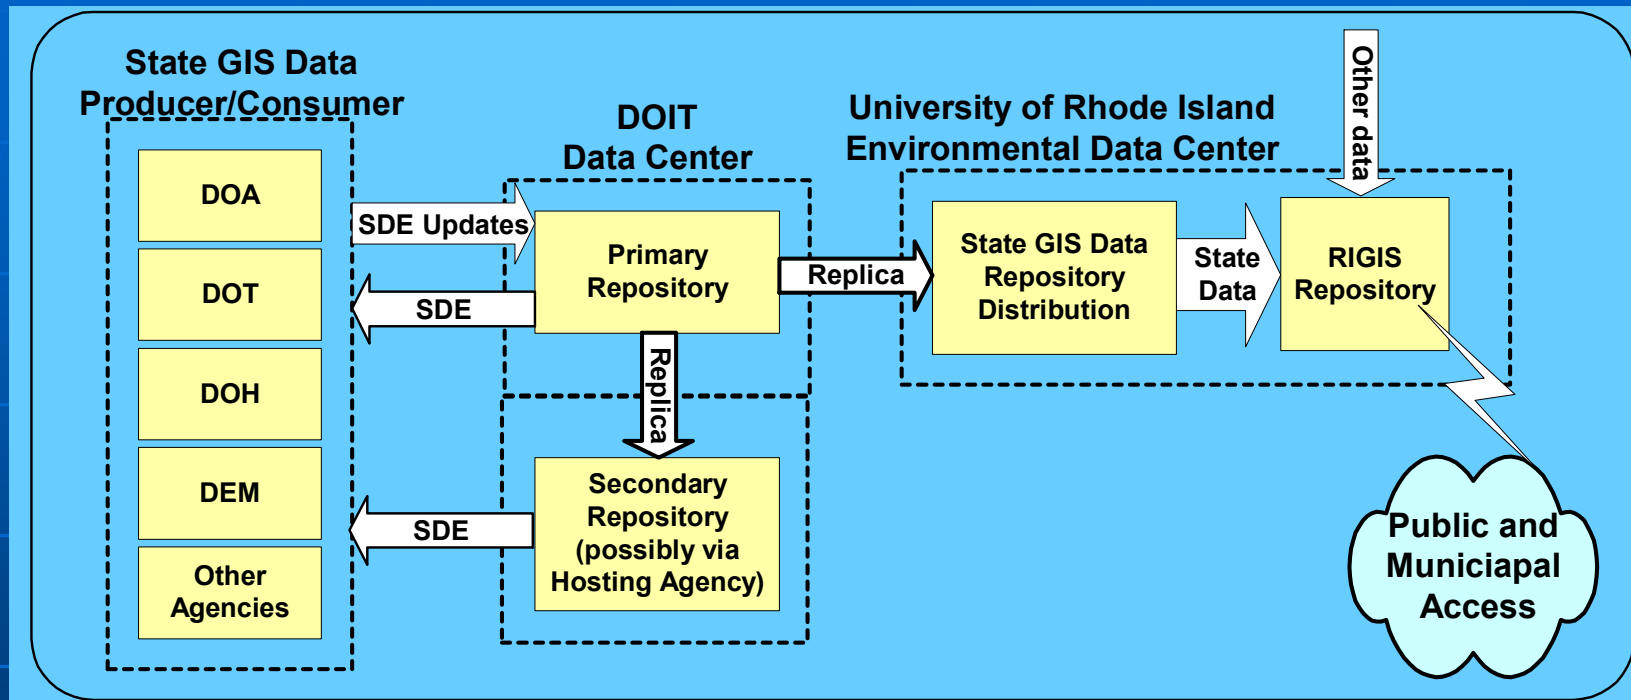 State GIS Data
Producer/Consumer
DOA
DOT
DOH
DEM
Other
Agencies
SDE Updates
SDE
SDE
DOIT
Data Center
Primary
Repository
Replica
Secondary
Repository
(possibly via
Hosting Agency)
Replica
University of Rhode Island
Environmental Data Center
State GIS Data
Repository
Distribution
State
Data
Other data
RIGIS
Repository
Public and
Municiapal
Access